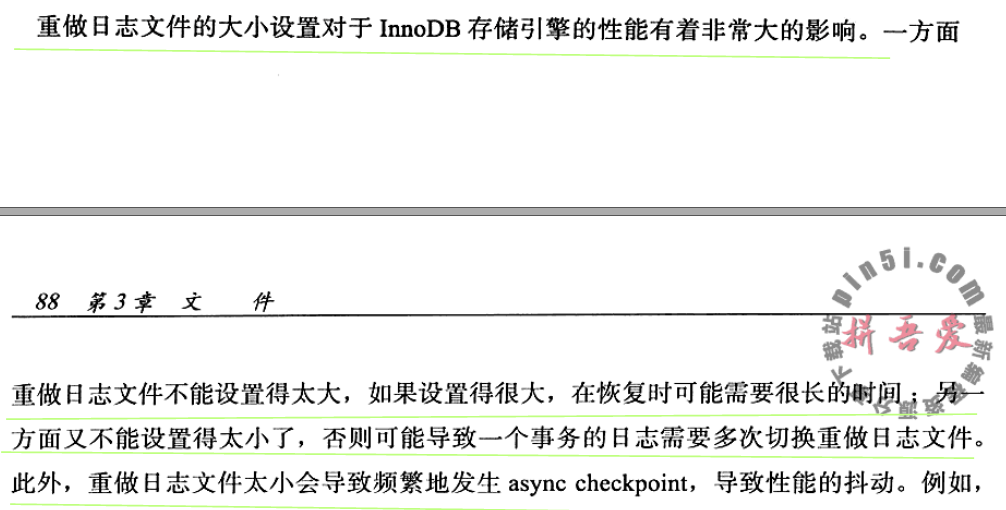 重做日志文件的大小设置对于 InnoDB 存储引擎的性能有着非常大的影响。一方面
pin5i.com
88 第3章 文 件
拼吾爱
重做日志文件不能设置得太大，如果设置得很大，在恢复时可能需要很长的时间；另一
方面又不能设置得太小了，否则可能导致一个事务的日志需要多次切换重做日志文件。
此外，重做日志文件太小会导致频繁地发生 async checkpoint，导致性能的抖动。例如，